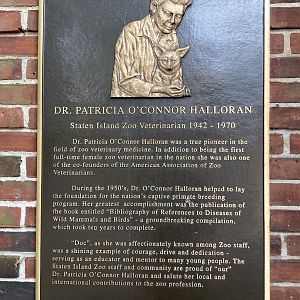 DR. PATRICIA O'CONNOR HALLORAN
Staten Island Zoo Veterinarian 1942 - 1970
Dr. Patricia O'Connor Halloran was a true pioneer in the
field of zoo veterinary medicine. In addition to being the first
full-time female zoo veterinarian in the nation she was also one
of the co-founders of the American Association of Zoo
Veterinarians.
During the 1950's, Dr. O'Connor Halloran helped to lay
the foundation for the nation's captive primate breeding
program. Her greatest accomplishment was the publication of
the book entitled "Bibliography of References to Diseases of
Wild Mammals and Birds" - a groundbreaking compilation,
which took ten years to complete.
"Doc", as she was affectionately known among Zoo staff,
was a shining example of courage, drive and dedication -
serving as an educator and mentor to many young people. The
Staten Island Zoo staff and community are proud of "our"
Dr. Patricia O'Connor Halloran and salute her local and
international contributions to the zoo profession.